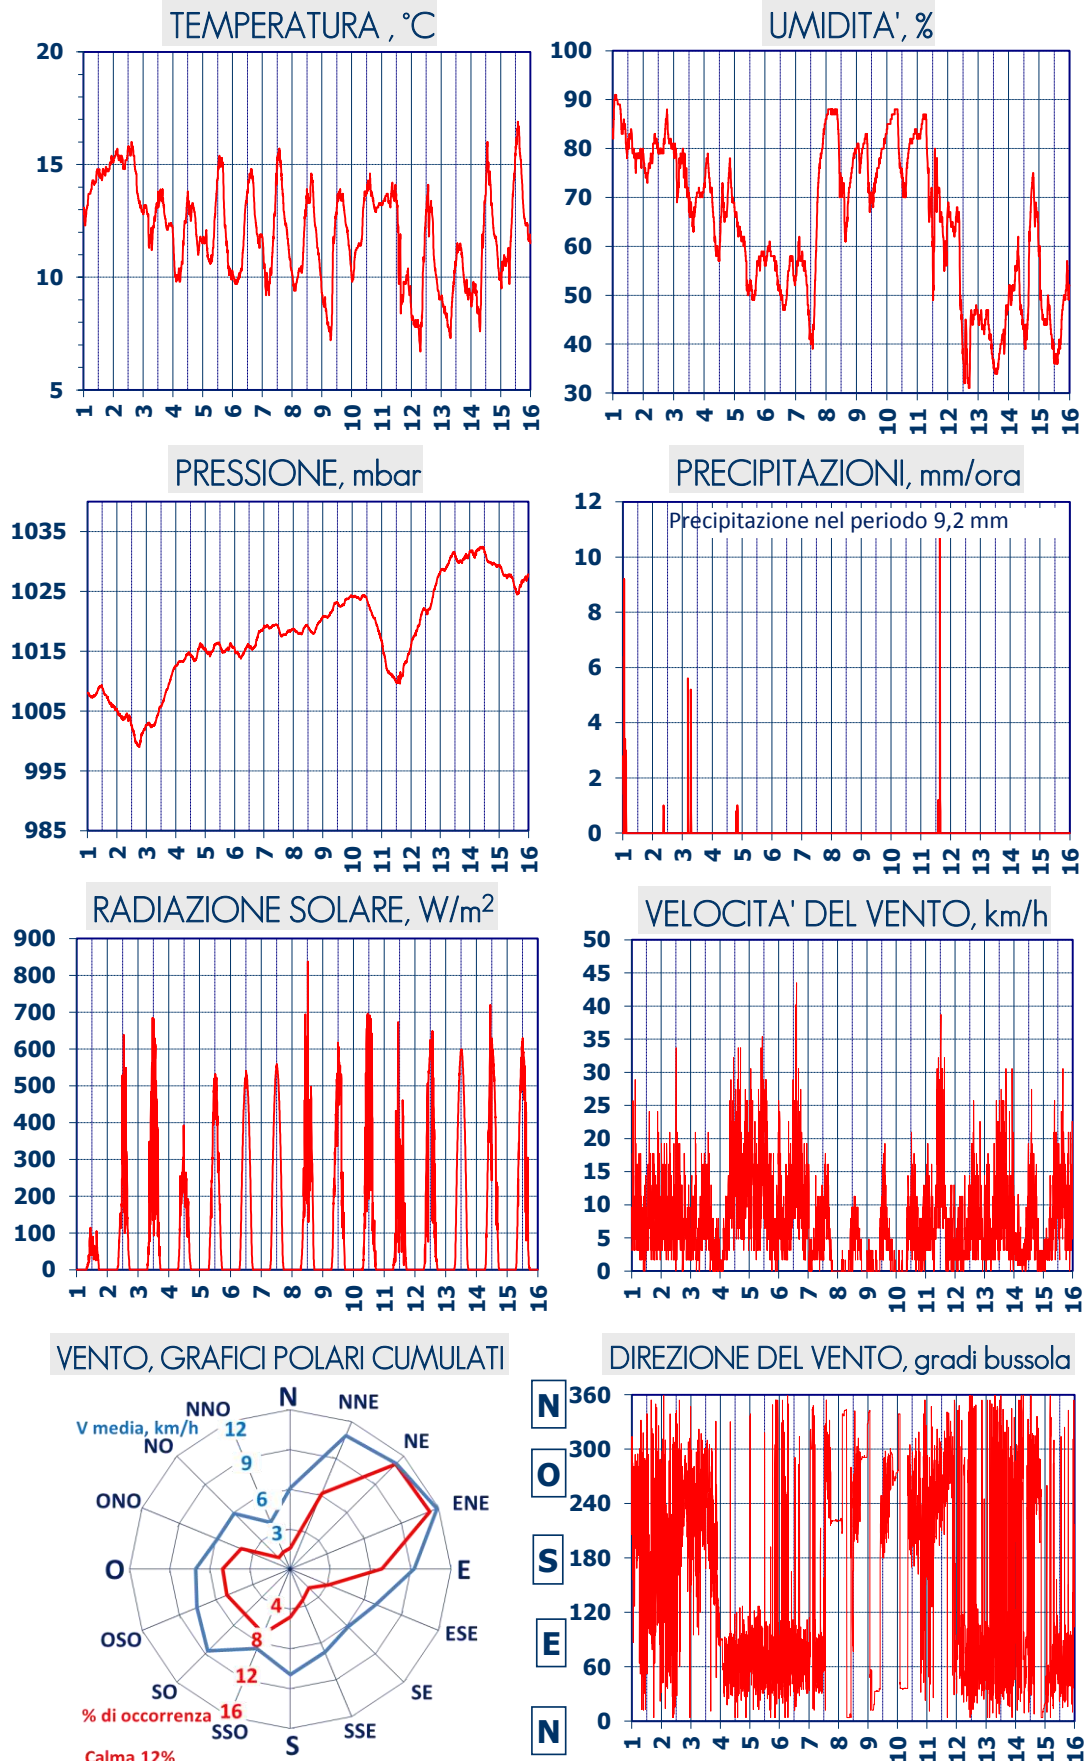 TEMPERATURA , °C
20
15
10
5
1 2 3 4 5 6 7 8 9 10 11 12 13 14 15 16
UMIDITA', %
100
90
80
70
60
50
40
30
1 2 3 4 5 6 7 8 9 10 11 12 13 14 15 16
PRESSIONE, mbar
1035
1025
1015
1005
995
985
1 2 3 4 5 6 7 8 9 10 11 12 13 14 15 16
PRECIPITAZIONI, mm/ora
Precipitazione nel periodo 9,2 mm
12
10
8
6
4
2
0
1 2 3 4 5 6 7 8 9 10 11 12 13 14 15 16
RADIAZIONE SOLARE, W/m²
900
800
700
600
500
400
300
200
100
0
1 2 3 4 5 6 7 8 9 10 11 12 13 14 15 16
VELOCITA' DEL VENTO, km/h
50
45
40
35
30
25
20
15
10
5
0
1 2 3 4 5 6 7 8 9 10 11 12 13 14 15 16
VENTO, GRAFICI POLARI CUMULATI
V media, km/h
12
9
6
3
N
NNE
NE
ENE
E
ESE
SE
SSE
S
SSO
SO
OSO
O
ONO
NO
NNO
4
8
12
16
% di occorrenza
Calma 12%
DIREZIONE DEL VENTO, gradi bussola
N
O
S
E
N
360
300
240
180
120
60
0
1 2 3 4 5 6 7 8 9 10 11 12 13 14 15 16